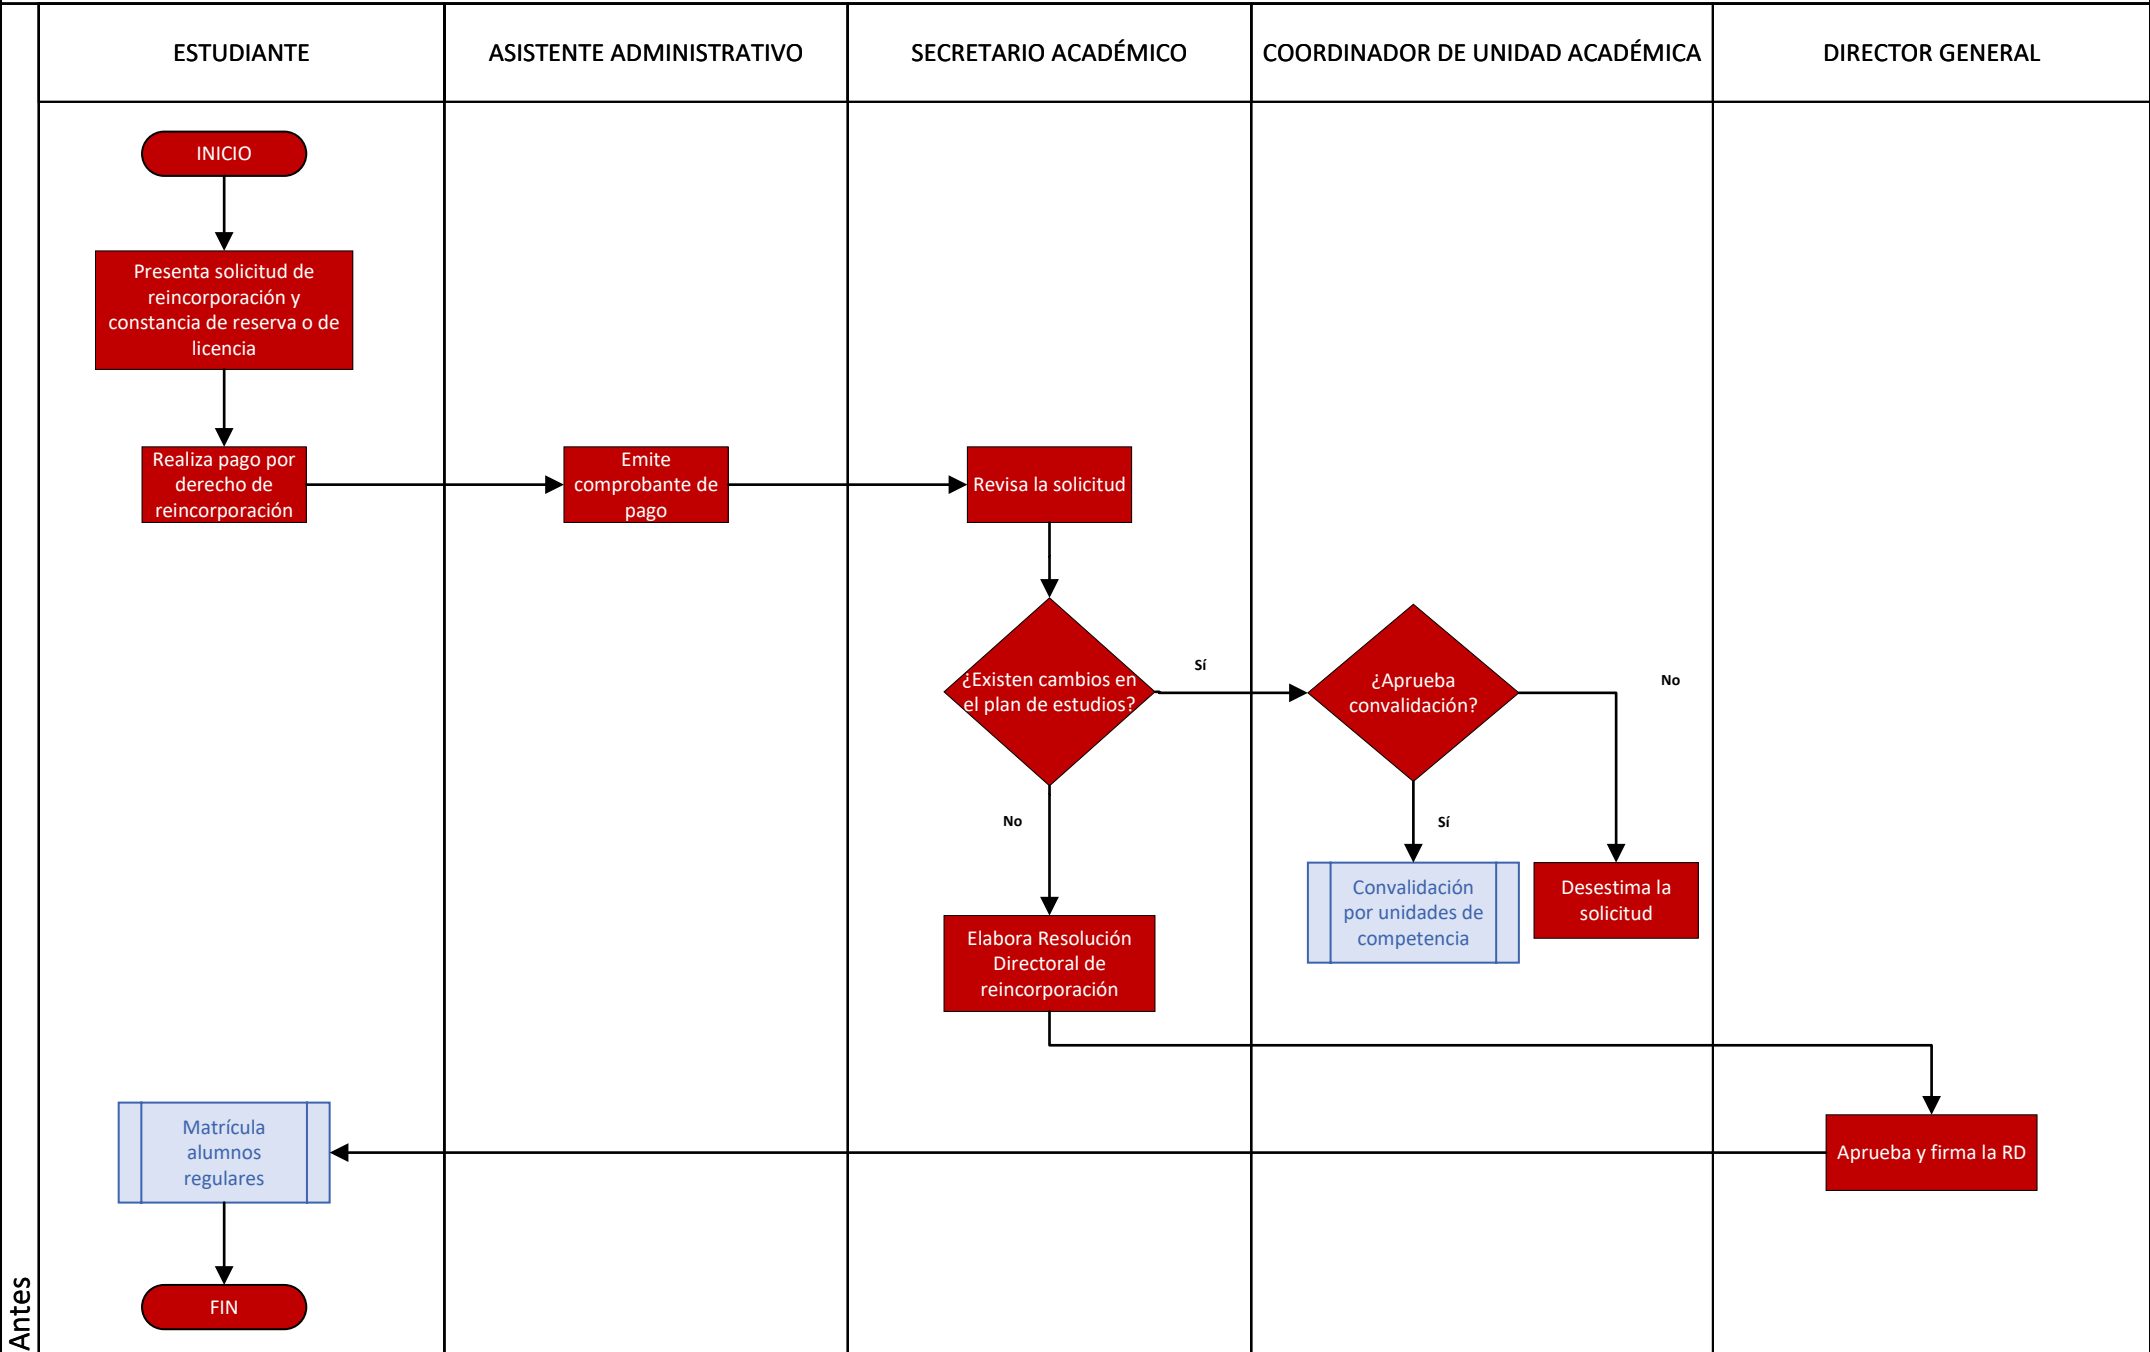 ESTUDIANTE
ASISTENTE ADMINISTRATIVO
SECRETARIO ACADÉMICO
COORDINADOR DE UNIDAD ACADÉMICA
DIRECTOR GENERAL
INICIO
Presenta solicitud de
reincorporación y
constancia de reserva o de
licencia
Realiza pago por
derecho de
reincorporación
Emite
comprobante de
pago
Revisa la solicitud
¿Existen cambios en
el plan de estudios?
Sí
¿Aprueba
convalidación?
No
No
Sí
Convalidación
por unidades de
competencia
Desestima la
solicitud
Elabora Resolución
Directoral de
reincorporación
Matrícula
alumnos
regulares
Aprueba y firma la RD
FIN
Antes